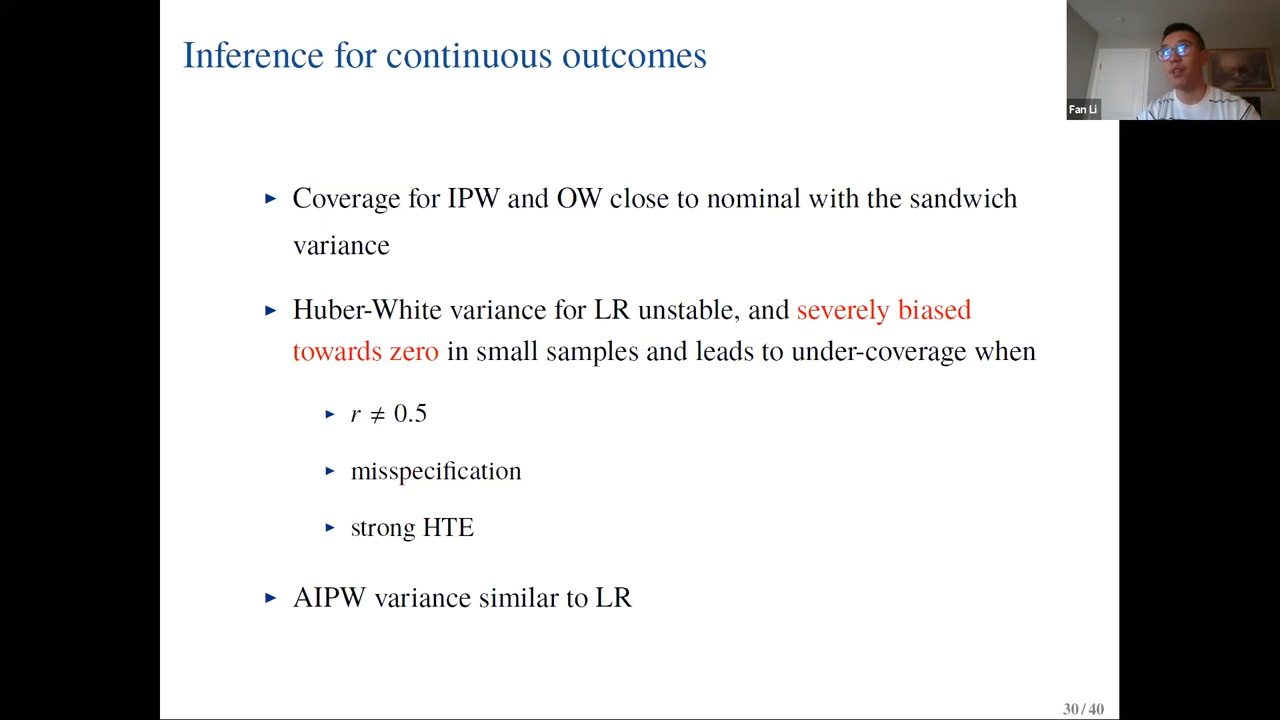 Inference for continuous outcomes
Fan Li
▶ Coverage for IPW and OW close to nominal with the sandwich
variance
▶ Huber-White variance for LR unstable, and severely biased
towards zero in small samples and leads to under-coverage when
▶ r ≠ 0.5
▶ misspecification
▶ strong HTE
▶ AIPW variance similar to LR
30 / 40